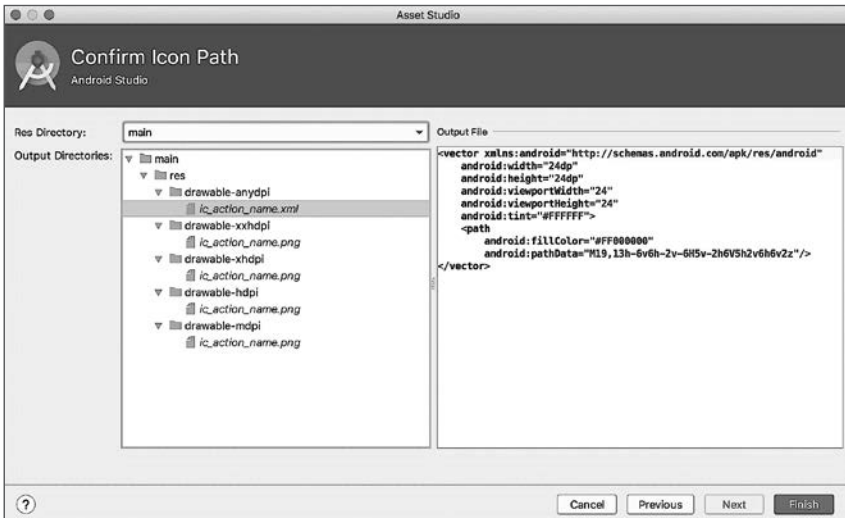 Asset Studio
Confirm Icon Path
Android Studio
Res Directory:
main
Output Directories:
main
res
drawable-anydpi
ic_action_name.xml
drawable-xxhdpi
ic_action_name.png
drawable-xhdpi
ic_action_name.png
drawable-hdpi
ic_action_name.png
drawable-mdpi
ic_action_name.png
Output File
<vector xmlns:android="http://schemas.android.com/apk/res/android"
android:width="24dp"
android:height="24dp"
android:viewportWidth="24"
android:viewportHeight="24"
android:tint="#FFFFFF">
<path
android:fillColor="#FF000000"
android:pathData="M19,13h-6v6h-2v-6H5v-2h6V5h2v6h6v2z"/>
</vector>
?
Cancel
Previous
Next
Finish